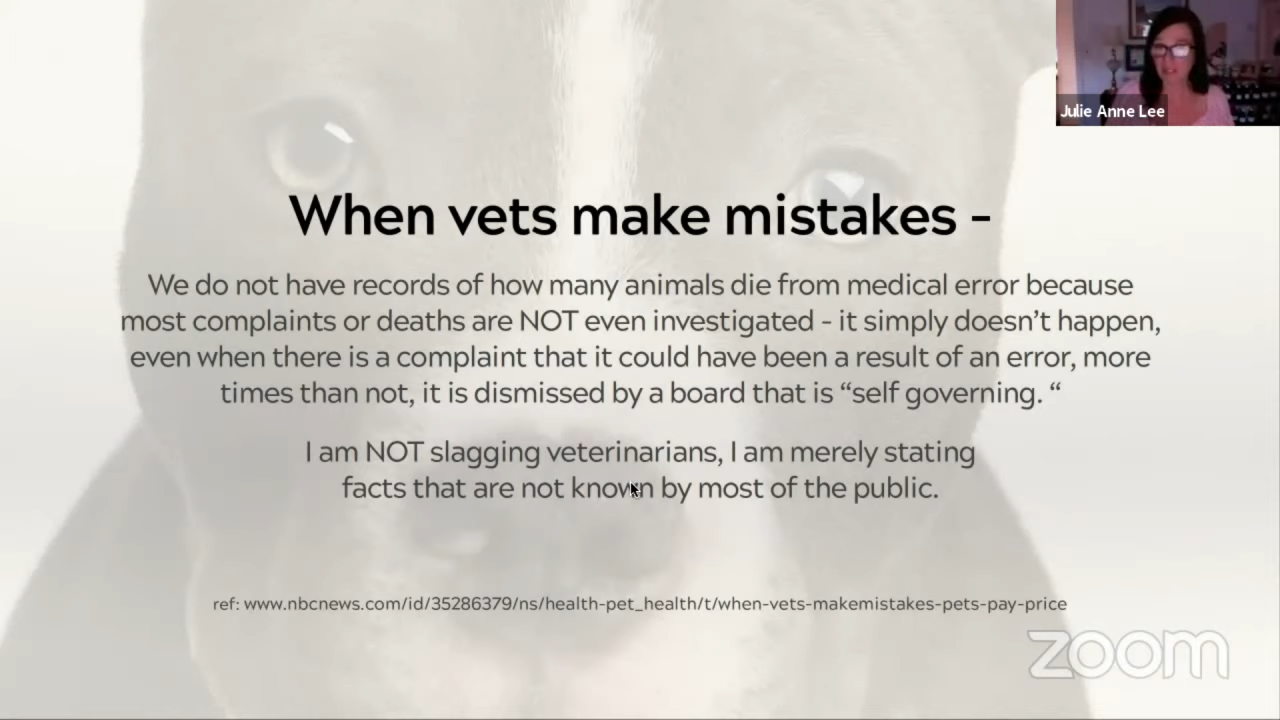 Julie Anne Lee
When vets make mistakes -
We do not have records of how many animals die from medical error because
most complaints or deaths are NOT even investigated - it simply doesn't happen,
even when there is a complaint that it could have been a result of an error, more
times than not, it is dismissed by a board that is “self governing. “
I am NOT slagging veterinarians, I am merely stating
facts that are not known by most of the public.
ref: www.nbcnews.com/id/35286379/ns/health-pet_health/t/when-vets-makemistakes-pets-pay-price
zoom